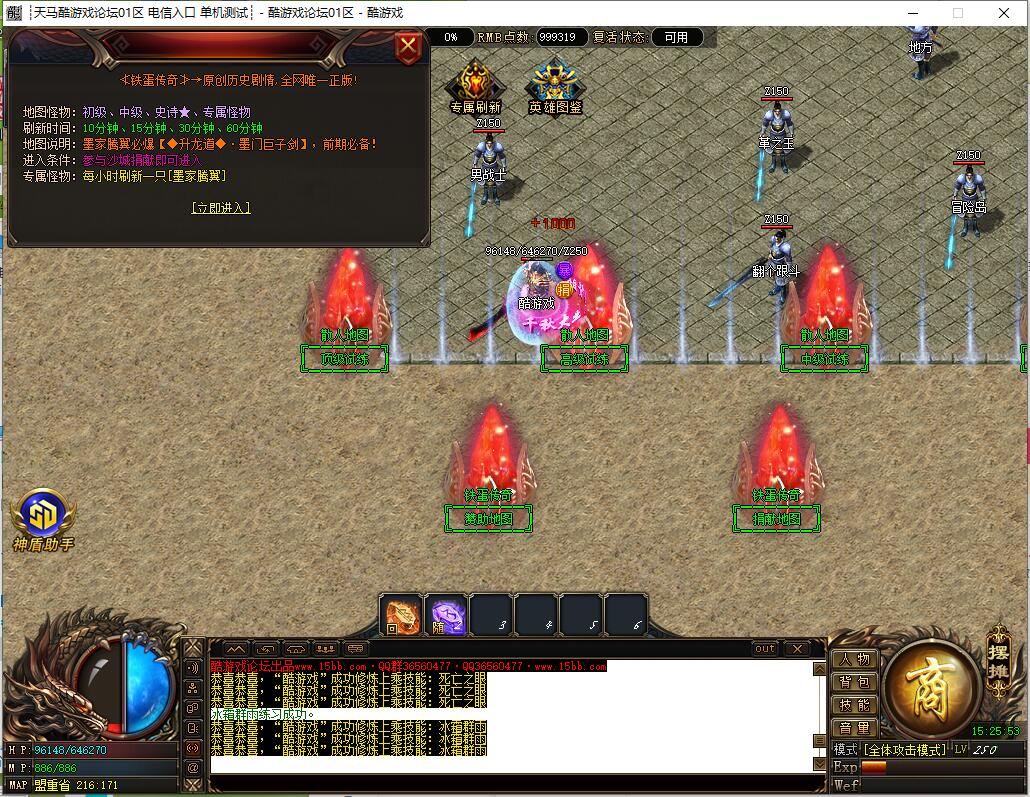 天马酷游戏论坛01区 电信入口 单机测试 - 酷游戏论坛01区 - 酷游戏
0% RMB点数: 999319 复活状态: 可用
≮铁蛋传奇≯→原创历史剧情,全网唯一正版!
地图怪物: 初级、中级、史诗★、专属怪物
刷新时间: 10分钟、15分钟、30分钟、60分钟
地图说明: 墨家腾翼必爆【◆升龙道◆·墨门巨子剑】,前期必备!
进入条件: 参与沙城捐献即可进入
专属怪物: 每小时刷新一只[墨家腾翼]
[立即进入]
专属刷新
英雄图鉴
地方
Z150
男战士
Z150
革之王
Z150
冒险岛
Z150
翻个跟斗
+1000
96148/646270/Z250
暴
捐
酷游戏
千秋
散人地图
顶级试练
散人地图
高级试练
散人地图
中级试练
铁蛋传奇
赞助地图
铁蛋传奇
捐献地图
神盾助手
回
随
3
4
5
6
out
酷游戏论坛出品www.15bb.com·QQ群36560477·QQ36560477·www.15bb.com
恭喜恭喜,“酷游戏”成功修炼上乘技能: 死亡之眼
恭喜恭喜,“酷游戏”成功修炼上乘技能: 死亡之眼
恭喜恭喜,“酷游戏”成功修炼上乘技能: 死亡之眼
冰霜群雨练习成功。
恭喜恭喜,“酷游戏”成功修炼上乘技能: 冰霜群雨
恭喜恭喜,“酷游戏”成功修炼上乘技能: 冰霜群雨
恭喜恭喜,“酷游戏”成功修炼上乘技能: 冰霜群雨
HP:96148/646270
MP:886/886
MAP 盟重省 216:171
人物
背包
技能
音量
商
摆摊
15:25:53
模式 [全体攻击模式] LV 250
Exp
Wef